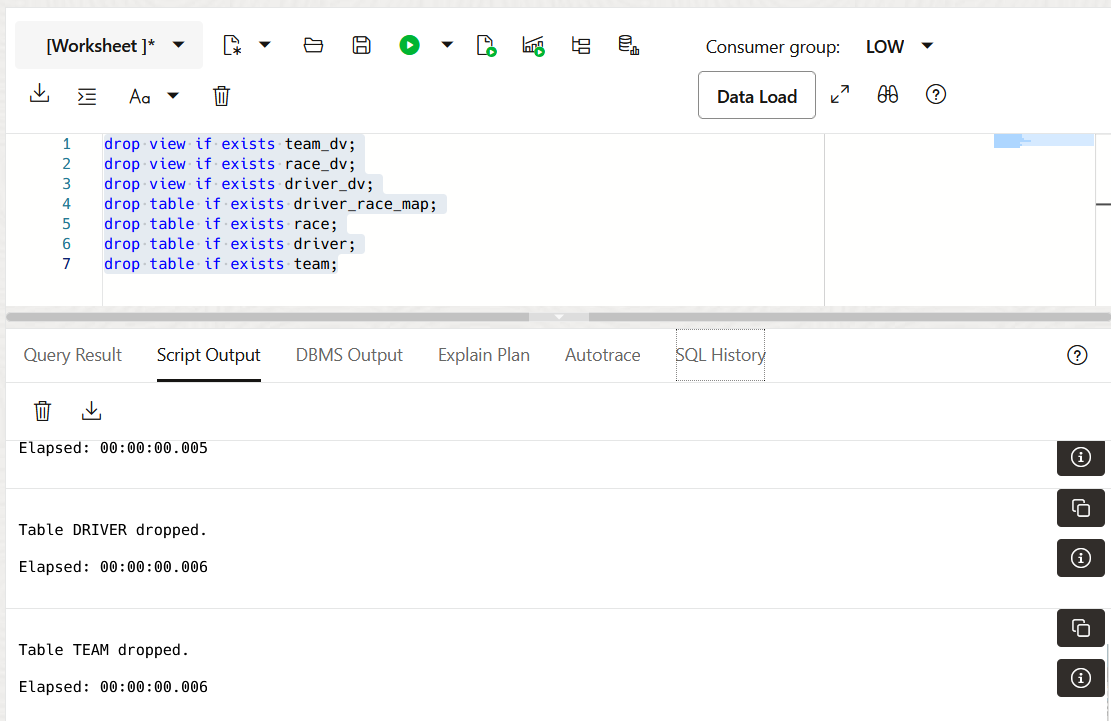 [Worksheet ]*
Consumer group: LOW
Aa
Data Load
1 drop view if exists team_dv;
2 drop view if exists race_dv;
3 drop view if exists driver_dv;
4 drop table if exists driver_race_map;
5 drop table if exists race;
6 drop table if exists driver;
7 drop table if exists team;
Query Result Script Output DBMS Output Explain Plan Autotrace SQL History
Elapsed: 00:00:00.005
Table DRIVER dropped.
Elapsed: 00:00:00.006
Table TEAM dropped.
Elapsed: 00:00:00.006